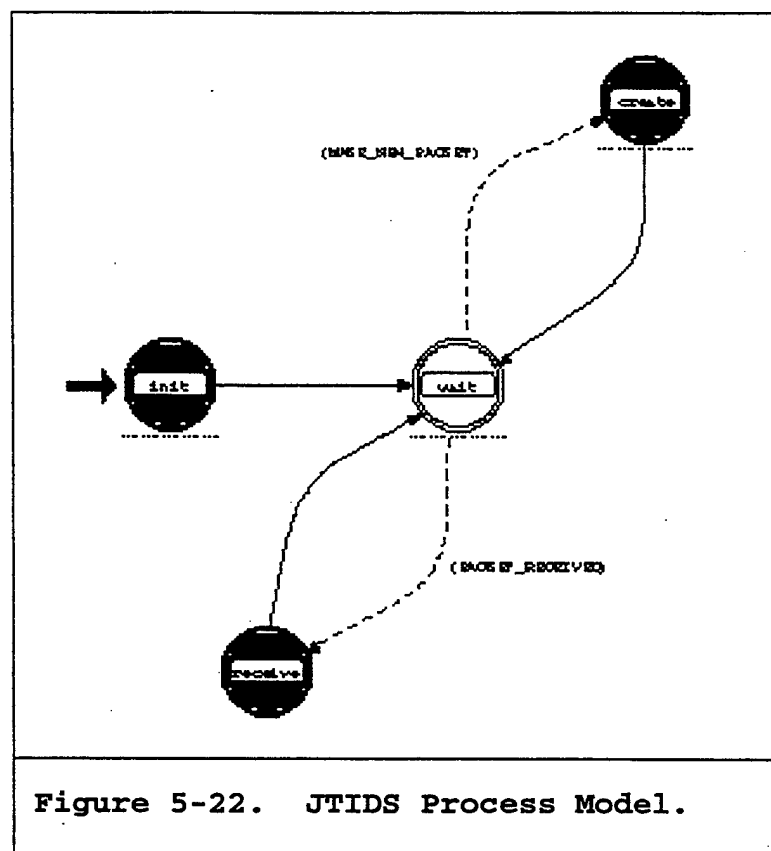 create
(MAKE_NEW_PACKET)
init
wait
(PACKET_RECEIVED)
receive
Figure 5-22. JTIDS Process Model.